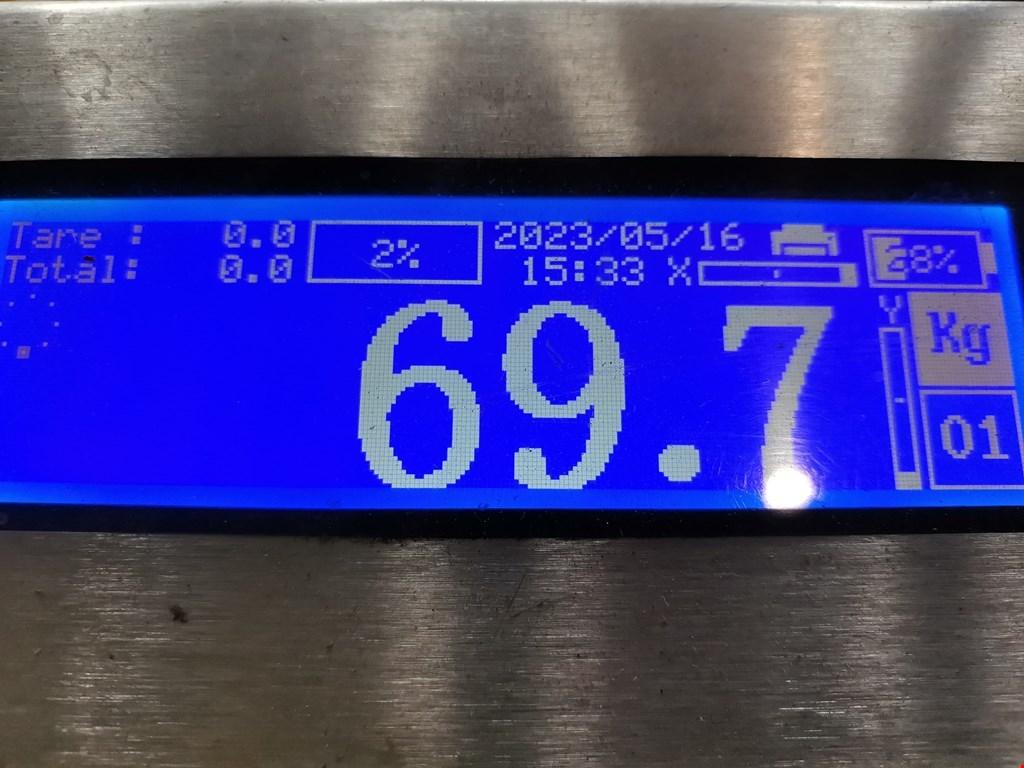 Tare : 0.0 2% 2023/05/16
Total: 0.0 15:33 X
Y
69.7 Kg
01